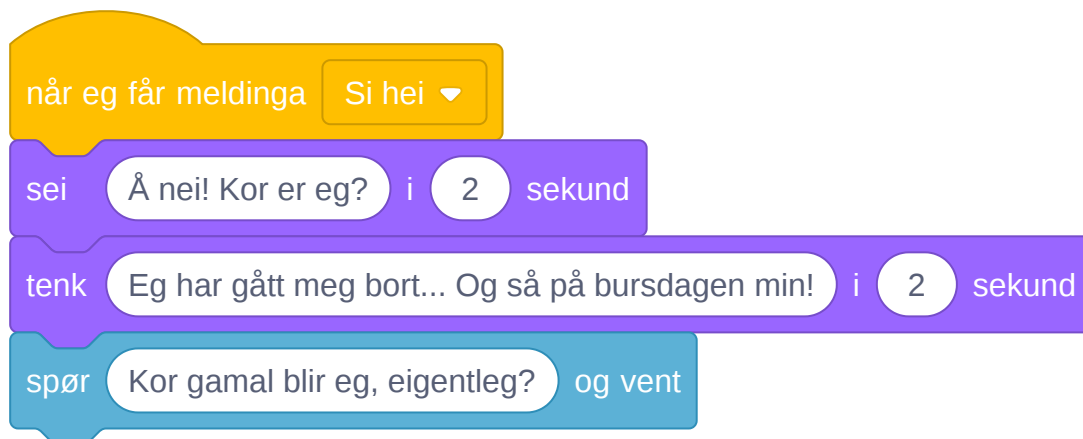 når eg får meldinga Si hei
sei Å nei! Kor er eg? i 2 sekund
tenk Eg har gått meg bort... Og så på bursdagen min! i 2 sekund
spør Kor gamal blir eg, eigentleg? og vent